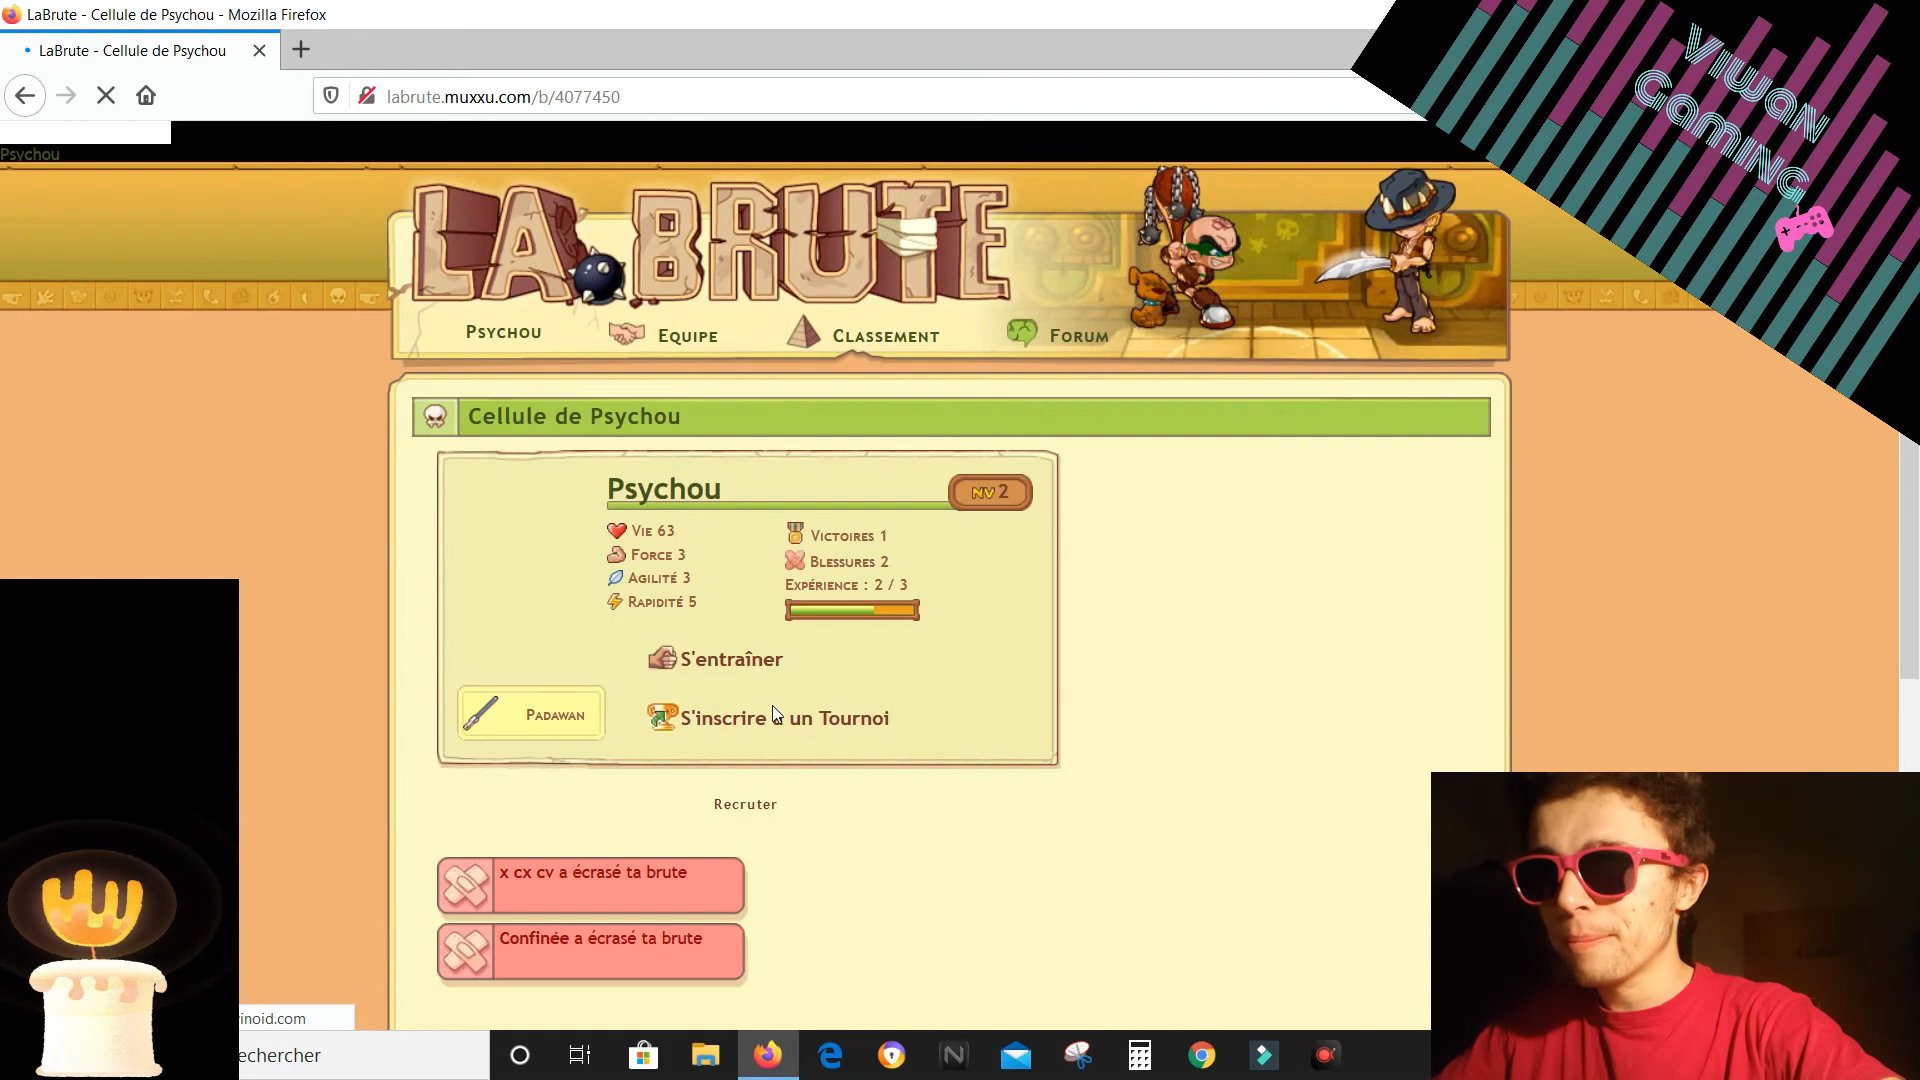 LaBrute - Cellule de Psychou - Mozilla Firefox
LaBrute - Cellule de Psychou
labrute.muxxu.com/b/4077450
VIWAN
GAMING
Psychou
LA BRUTE
PSYCHOU
EQUIPE
CLASSEMENT
FORUM
Cellule de Psychou
Psychou
NV 2
VIE 63
FORCE 3
AGILITÉ 3
RAPIDITÉ 5
VICTOIRES 1
BLESSURES 2
EXPÉRIENCE : 2 / 3
S'entraîner
PADAWAN
S'inscrire un Tournoi
Recruter
x cx cv a écrasé ta brute
Confinée a écrasé ta brute
inoid.com
echercher